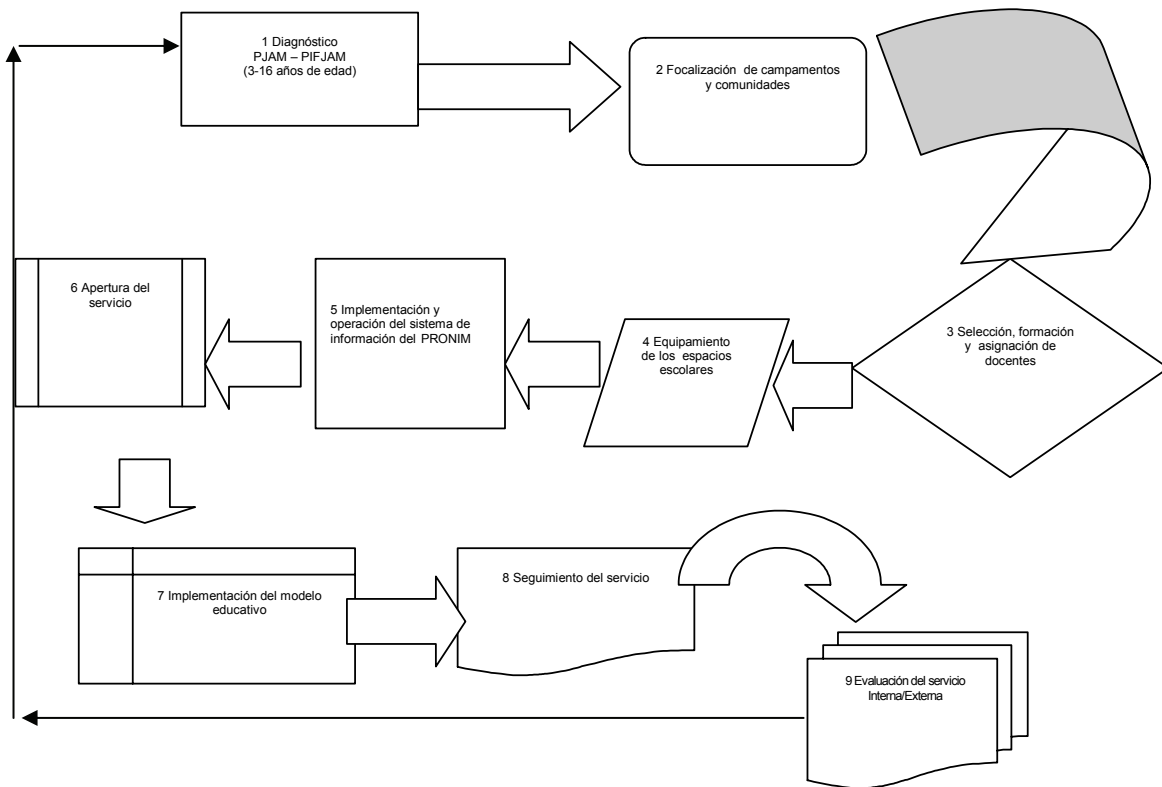 1 Diagnóstico
PJAM – PIFJAM
(3-16 años de edad)
2 Focalización de campamentos
y comunidades
3 Selección, formación
y asignación de
docentes
4 Equipamiento
de los espacios
escolares
5 Implementación y
operación del sistema de
información del PRONIM
6 Apertura del
servicio
7 Implementación del modelo
educativo
8 Seguimiento del servicio
9 Evaluación del servicio
Interna/Externa